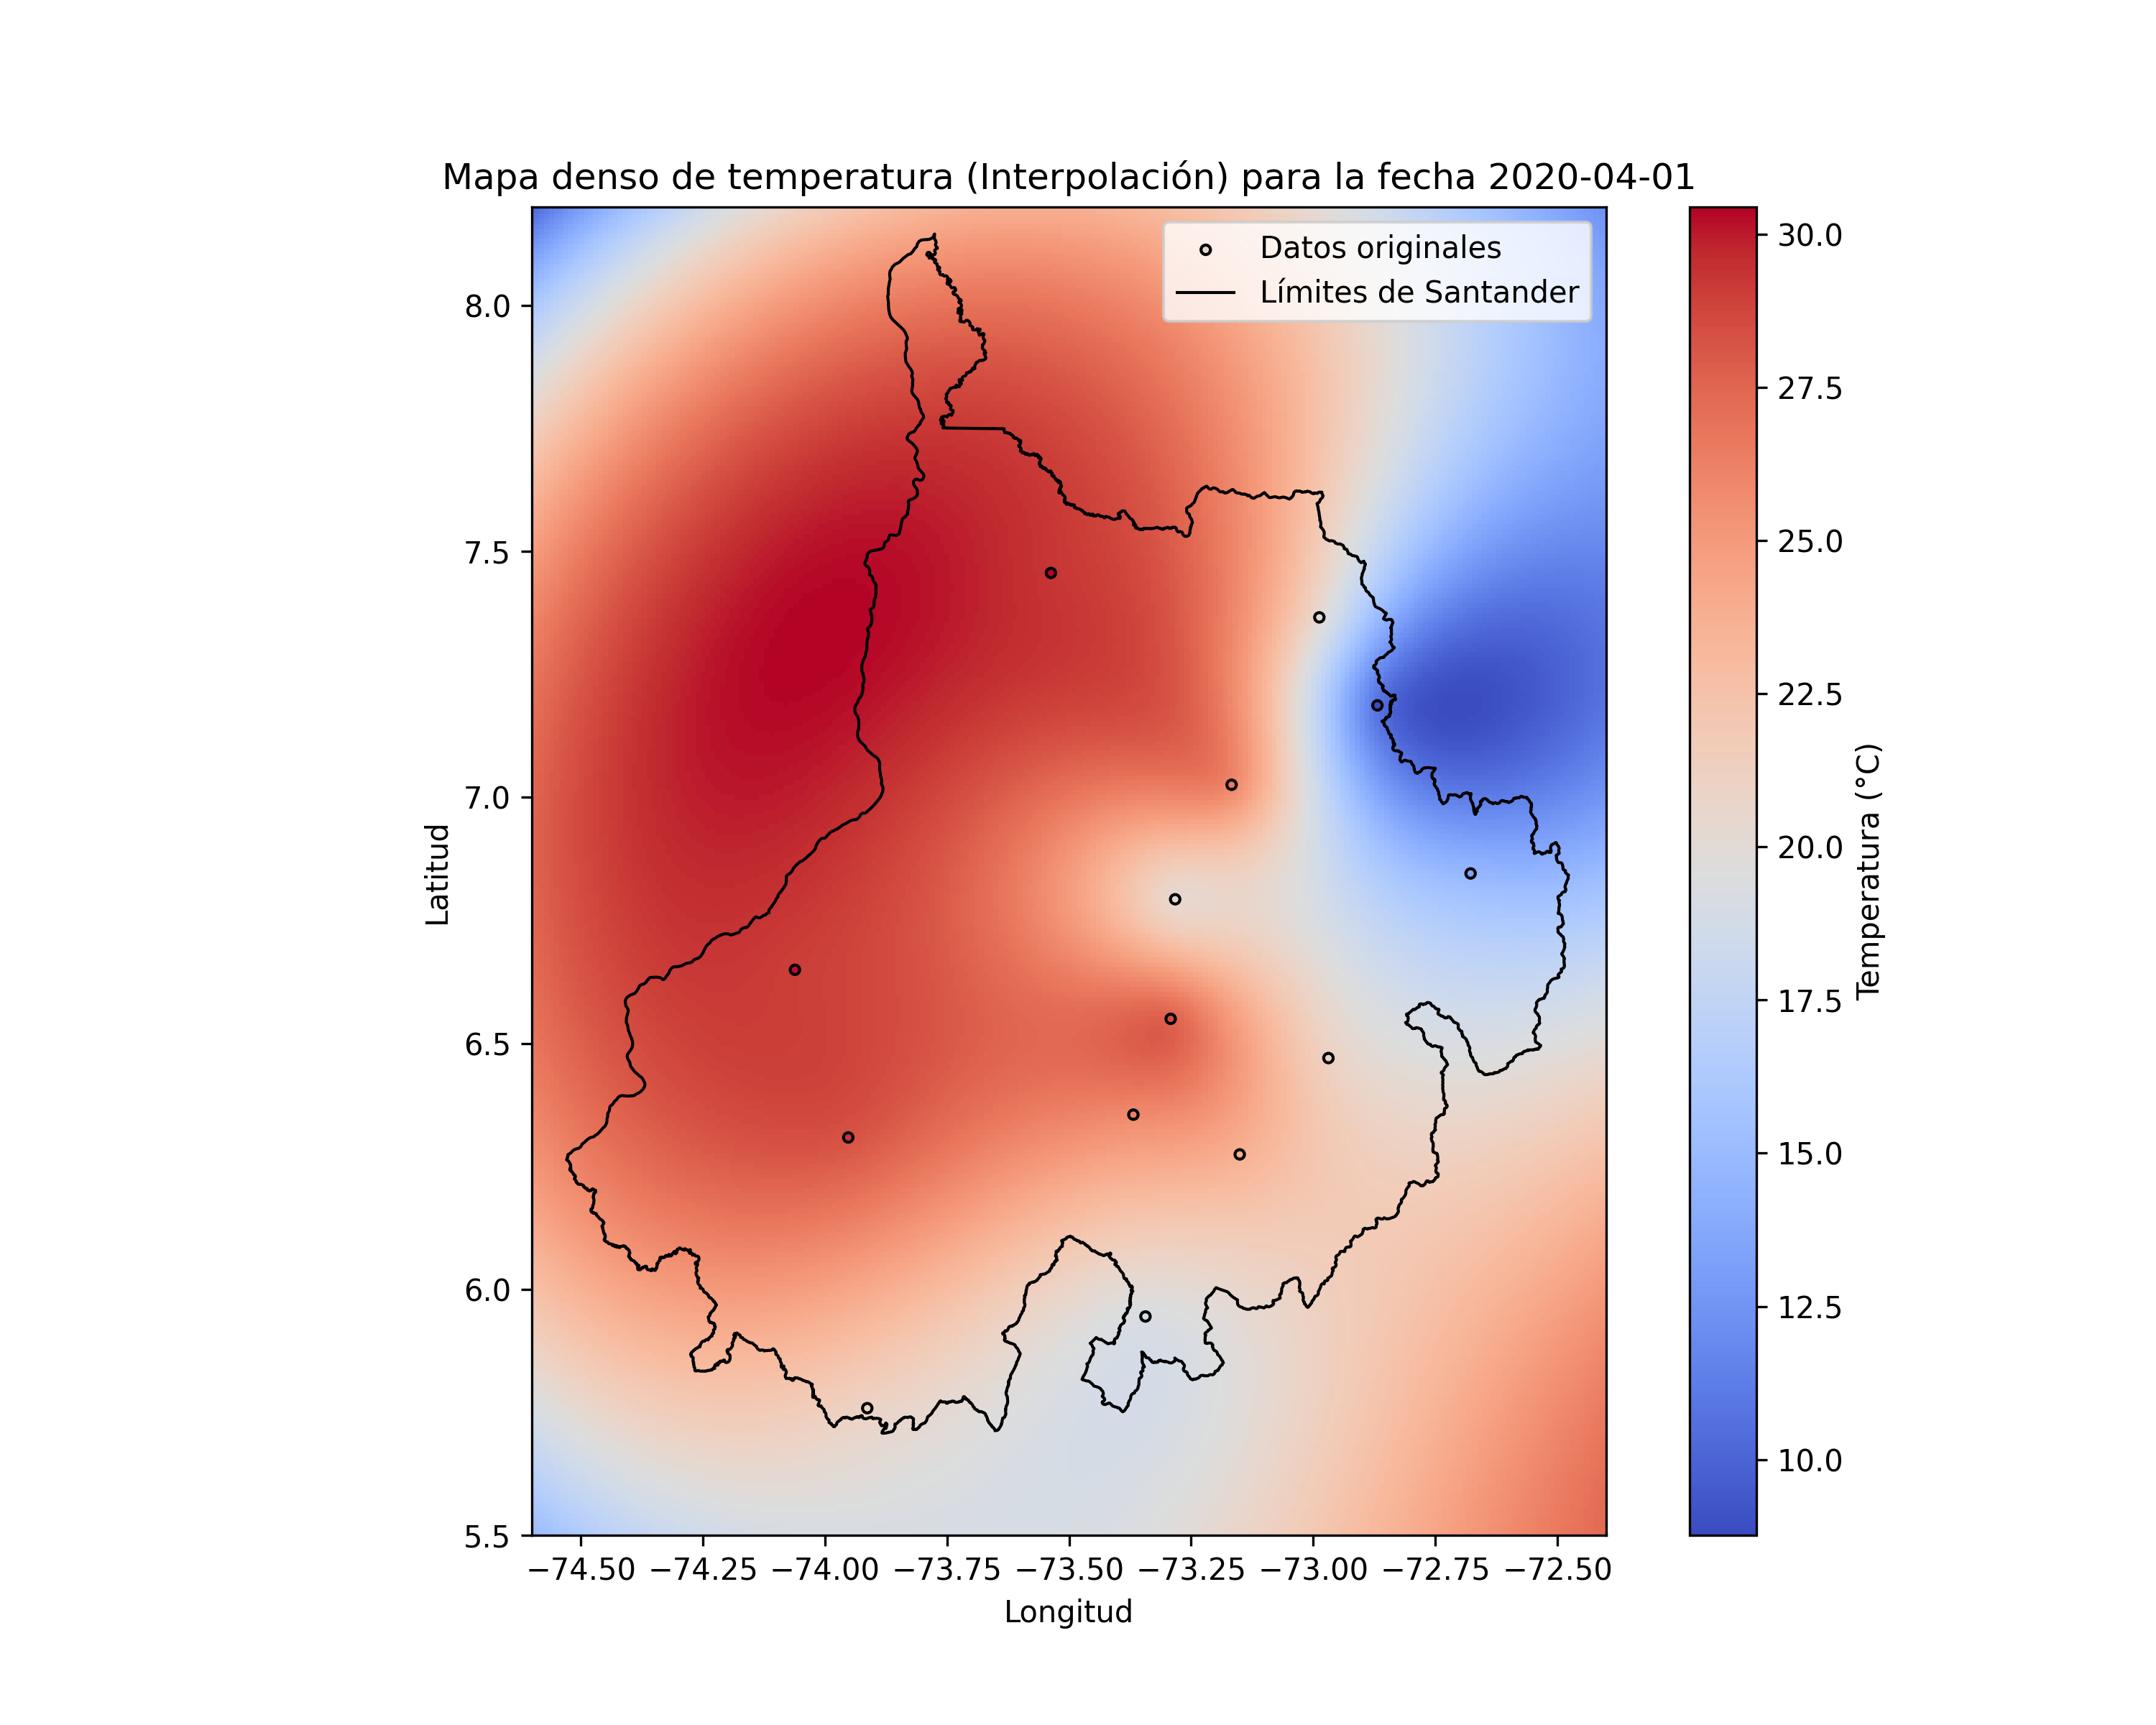 Mapa denso de temperatura (Interpolación) para la fecha 2020-04-01
Datos originales
Límites de Santander
8.0
7.5
7.0
6.5
6.0
5.5
Latitud
−74.50 −74.25 −74.00 −73.75 −73.50 −73.25 −73.00 −72.75 −72.50
Longitud
30.0
27.5
25.0
22.5
20.0
17.5
15.0
12.5
10.0
Temperatura (°C)